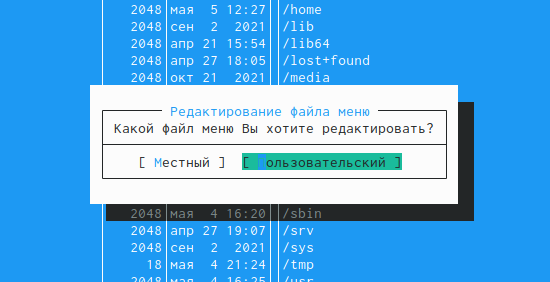 2048 мая 5 12:27 /home
2048 сен 2 2021 /lib
2048 апр 21 15:54 /lib64
2048 апр 27 18:05 /lost+found
2048 окт 21 2021 /media
Редактирование файла меню
Какой файл меню Вы хотите редактировать?
[ Местный ] [ Пользовательский ]
2048 мая 4 16:20 /sbin
2048 апр 27 19:07 /srv
2048 сен 2 2021 /sys
18 мая 4 21:24 /tmp
2048 мая 4 16:25 /usr